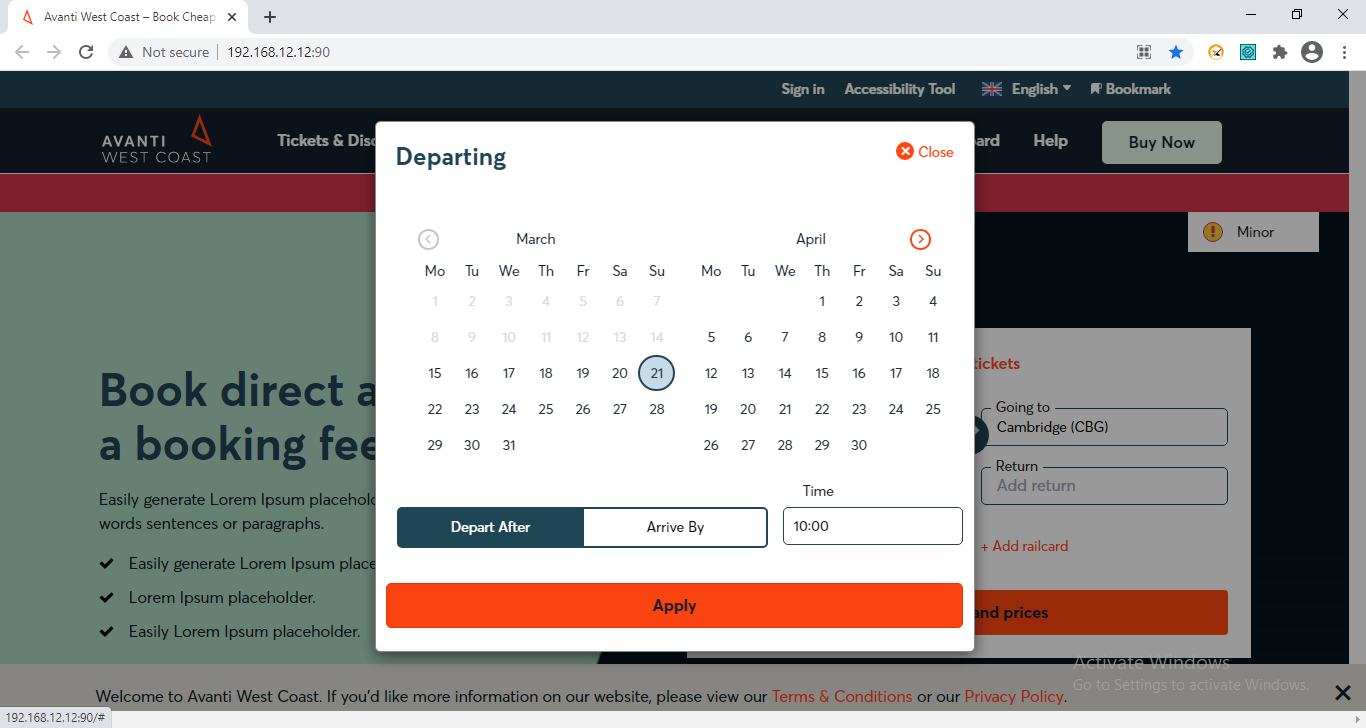 Avanti West Coast – Book Cheap
Not secure 192.168.12.12:90
Sign in Accessibility Tool English Bookmark
AVANTI
WEST COAST
Tickets & Disc
ard Help Buy Now
Departing
Close
Minor
March April
Mo Tu We Th Fr Sa Su Mo Tu We Th Fr Sa Su
1 2 3 4 5 6 7 1 2 3 4
8 9 10 11 12 13 14 5 6 7 8 9 10 11
15 16 17 18 19 20 21 12 13 14 15 16 17 18
22 23 24 25 26 27 28 19 20 21 22 23 24 25
29 30 31 26 27 28 29 30
Time
Depart After Arrive By 10:00
Apply
Book direct a
a booking fee
Easily generate Lorem Ipsum placehold
words sentences or paragraphs.
Easily generate Lorem Ipsum place
Lorem Ipsum placeholder.
Easily Lorem Ipsum placeholder.
tickets
Going to
Cambridge (CBG)
Return
Add return
+ Add railcard
and prices
Activate Windows
Go to Settings to activate Windows.
Welcome to Avanti West Coast. If you'd like more information on our website, please view our Terms & Conditions or our Privacy Policy.
192.168.12.12:90/#